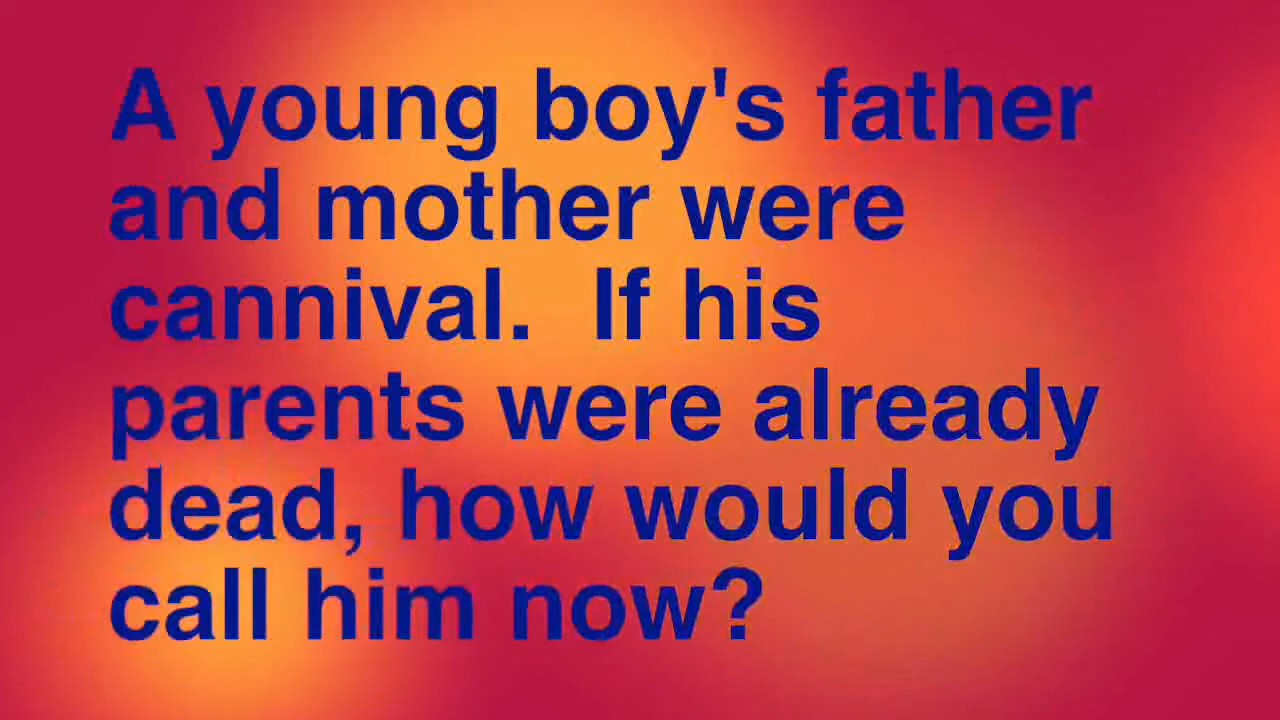 A young boy's father
and mother were
cannival.  If his
parents were already
dead, how would you
call him now?